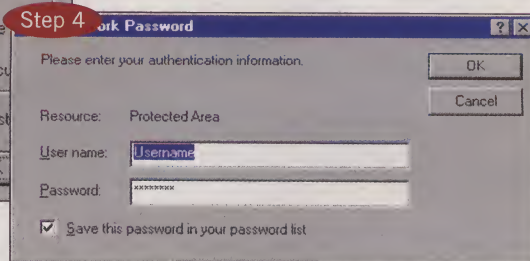 Step 4
Password
Please enter your authentication information.
OK
Cancel
Resource: Protected Area
User name: Username
Password: xxxxxxxx
Save this password in your password list